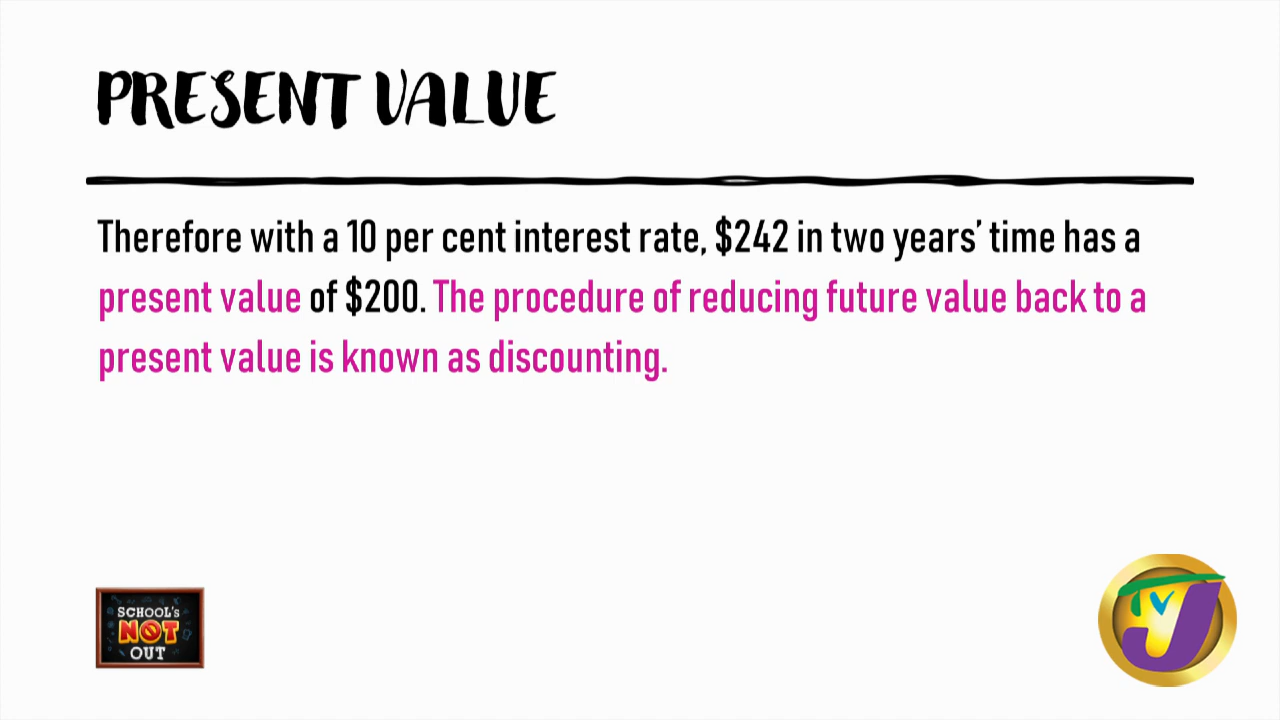 PRESENT VALUE
Therefore with a 10 per cent interest rate, $242 in two years’ time has a
present value of $200. The procedure of reducing future value back to a
present value is known as discounting.
SCHOOL's
NOT
OUT
TVJ